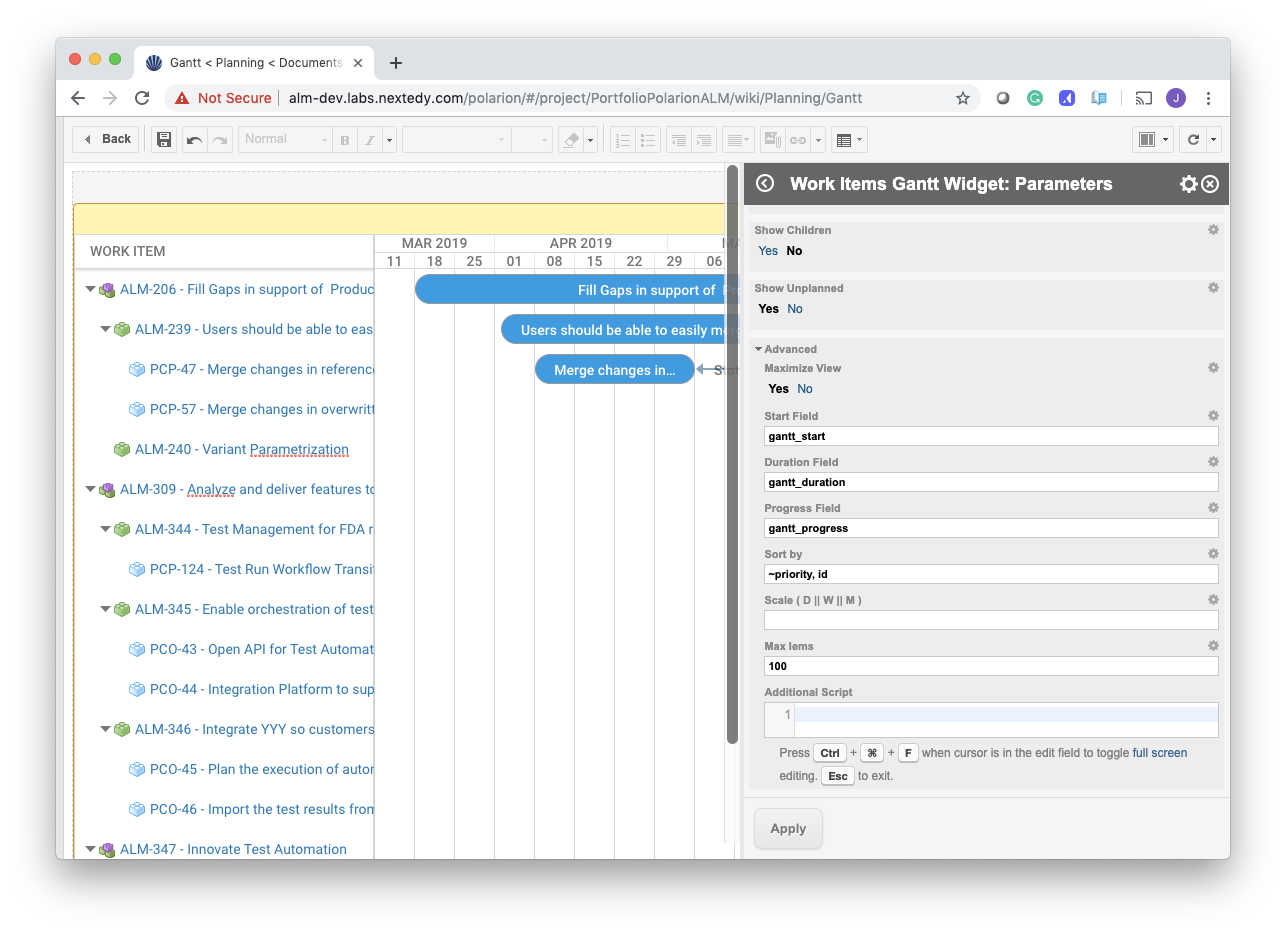 Gantt < Planning < Documents
Not Secure
alm-dev.labs.nextedy.com/polarion/#/project/PortfolioPolarionALM/wiki/Planning/Gantt
J
Back
Normal
B
I
Work Items Gantt Widget: Parameters
WORK ITEM
MAR 2019
APR 2019
11
18
25
01
08
15
22
29
06
ALM-206 - Fill Gaps in support of Produc
Fill Gaps in support of
ALM-239 - Users should be able to eas
Users should be able to easily
PCP-47 - Merge changes in reference
Merge changes in...
PCP-57 - Merge changes in overwritt
ALM-240 - Variant Parametrization
ALM-309 - Analyze and deliver features to
ALM-344 - Test Management for FDA r
PCP-124 - Test Run Workflow Transi
ALM-345 - Enable orchestration of test
PCO-43 - Open API for Test Automat
PCO-44 - Integration Platform to sup
ALM-346 - Integrate YYY so customers
PCO-45 - Plan the execution of autor
PCO-46 - Import the test results from
ALM-347 - Innovate Test Automation
Show Children
Yes No
Show Unplanned
Yes No
Advanced
Maximize View
Yes No
Start Field
gantt_start
Duration Field
gantt_duration
Progress Field
gantt_progress
Sort by
~priority, id
Scale ( D || W || M )
Max Iems
100
Additional Script
1
Press Ctrl + ⌘ + F when cursor is in the edit field to toggle full screen
editing. Esc to exit.
Apply